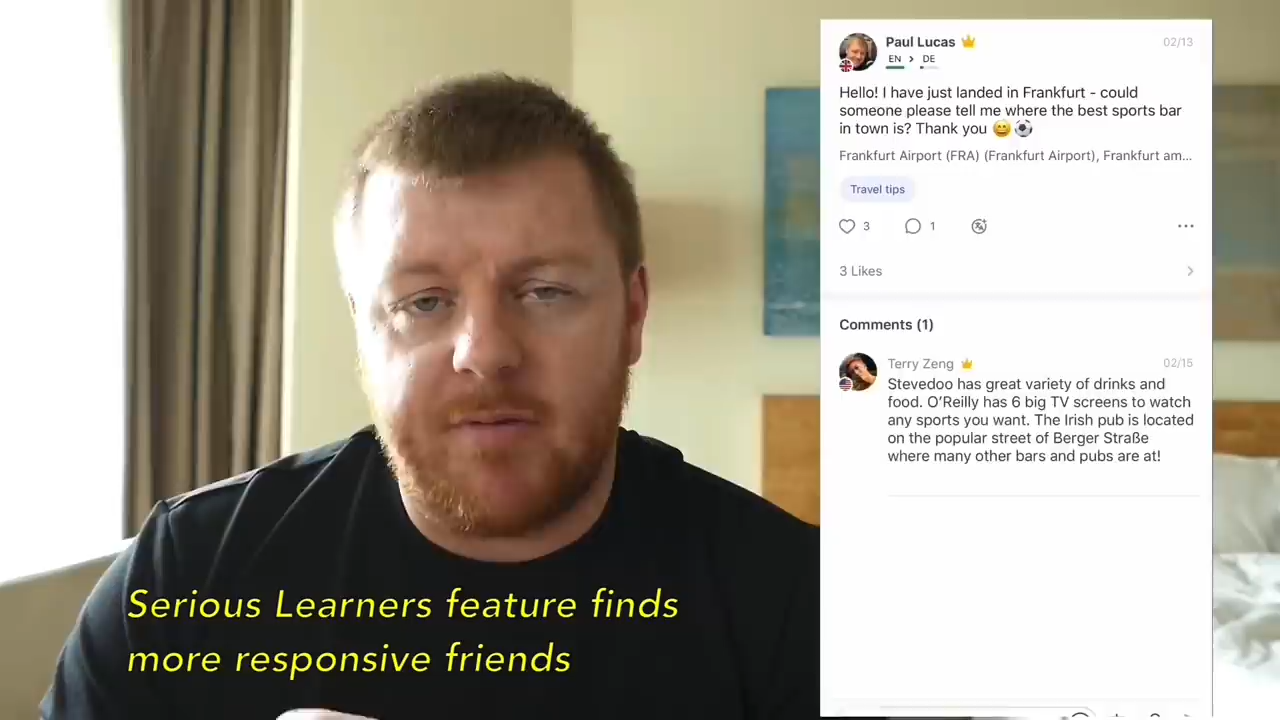 Paul Lucas
02/13
EN > DE
Hello! I have just landed in Frankfurt - could
someone please tell me where the best sports bar
in town is? Thank you 😄⚽
Frankfurt Airport (FRA) (Frankfurt Airport), Frankfurt am...
Travel tips
3
1
3 Likes
Comments (1)
Terry Zeng
02/15
Stevedoo has great variety of drinks and
food. O’Reilly has 6 big TV screens to watch
any sports you want. The Irish pub is located
on the popular street of Berger Straße
where many other bars and pubs are at!
Serious Learners feature finds
more responsive friends